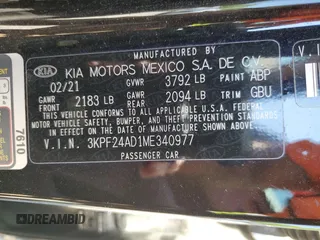 MANUFACTURED BY
KIA KIA MOTORS MEXICO S.A. DE C.V.
02/21 GVWR 3792 LB PAINT ABP
GAWR FRONT 2183 LB GAWR REAR 2094 LB TRIM GBU
THIS VEHICLE CONFORMS TO ALL APPLICABLE U.S.A. FEDERAL
MOTOR VEHICLE SAFETY, BUMPER, AND THEFT PREVENTION
STANDARDS IN EFFECT ON THE DATE OF MANUFACTURE SHOWN ABOVE.
V.I.N. 3KPF24AD1ME340977
PASSENGER CAR
7610
V.I.
DREAMBID